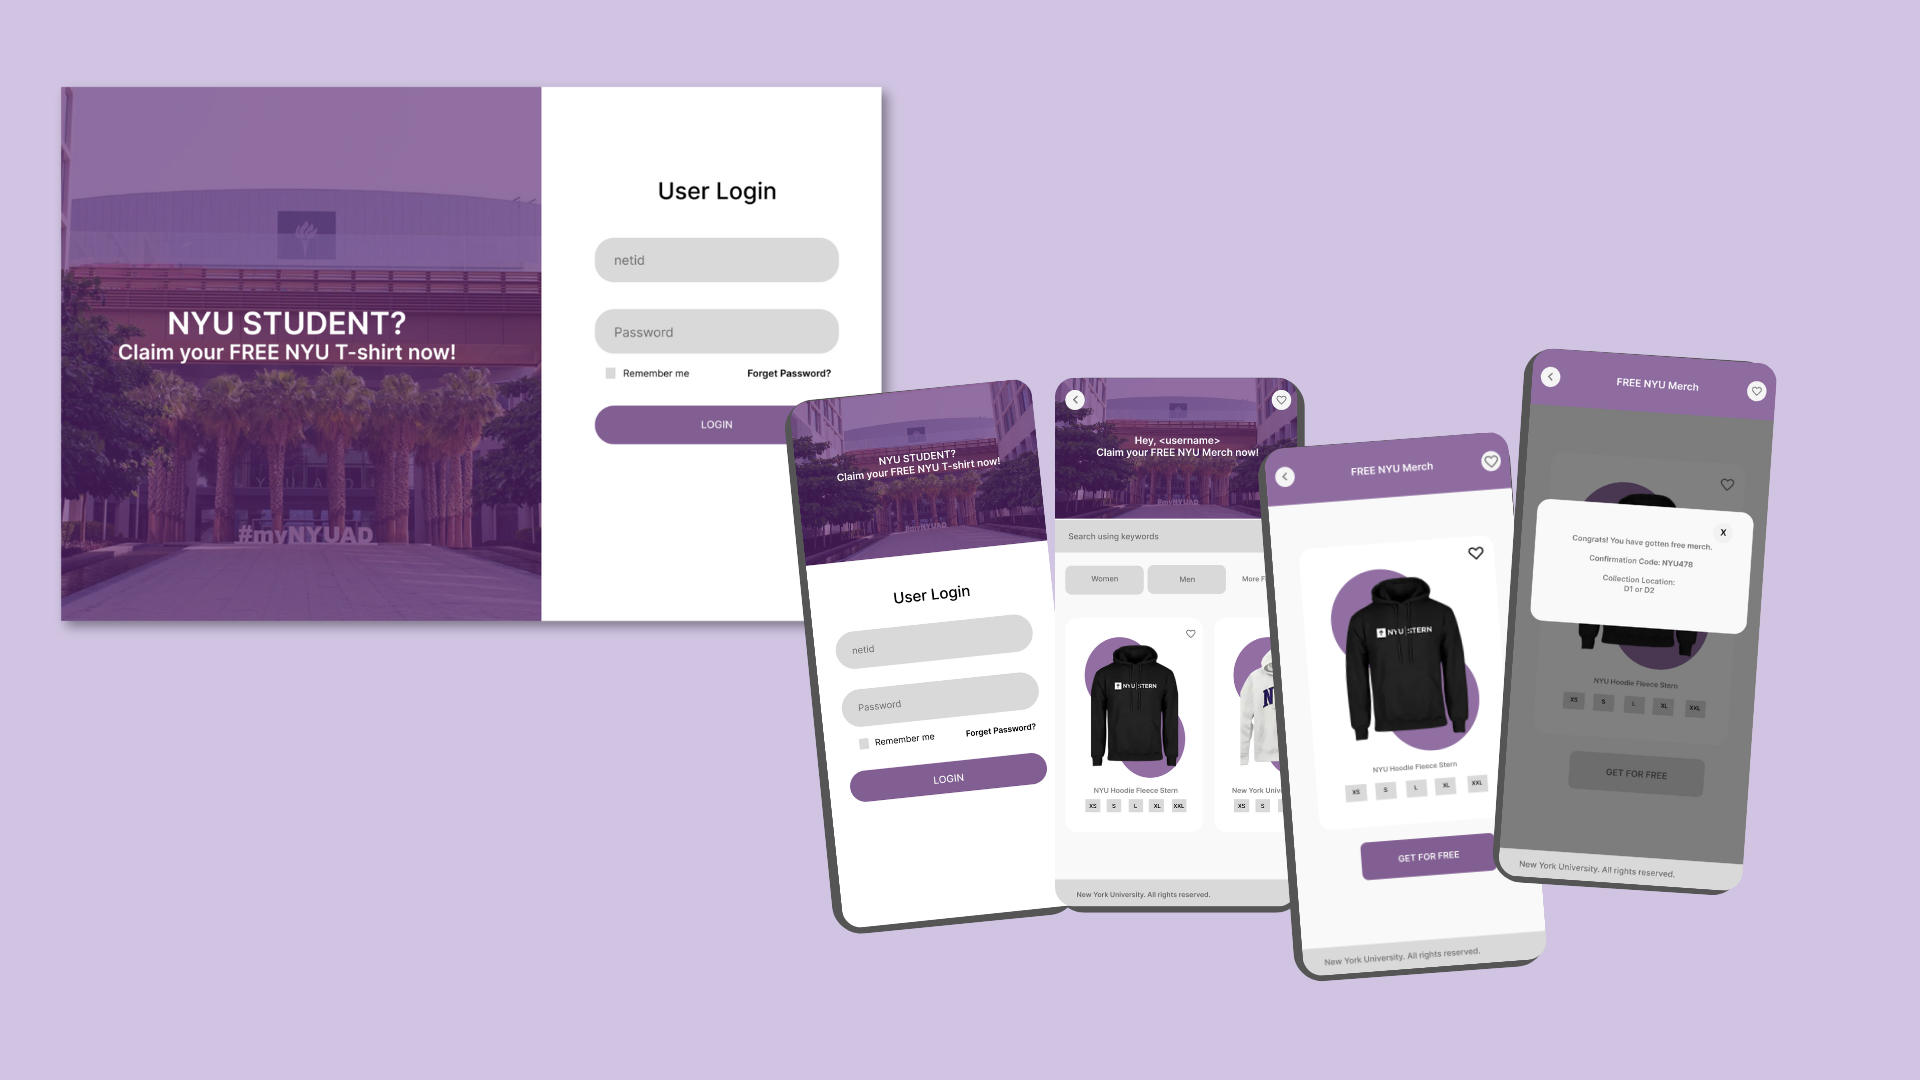 NYU STUDENT?
Claim your FREE NYU T-shirt now!
NYUAD
#myNYUAD
User Login
netid
Password
Remember me
Forget Password?
LOGIN
NYU STUDENT?
Claim your FREE NYU T-shirt now!
#myNYUAD
User Login
netid
Password
Remember me
Forget Password?
LOGIN
Hey, <username>
Claim your FREE NYU Merch now!
#myNYUAD
Search using keywords
Women
Men
More F
NYU STERN
N
NYU Hoodie Fleece Stern
XS S L XL XXL
New York Univ
XS S
New York University. All rights reserved.
FREE NYU Merch
NYU STERN
NYU Hoodie Fleece Stern
XS S L XL XXL
GET FOR FREE
New York University. All rights reserved.
FREE NYU Merch
X
Congrats! You have gotten free merch.
Confirmation Code: NYU478
Collection Location:
D1 or D2
NYU Hoodie Fleece Stern
XS S L XL XXL
GET FOR FREE
New York University. All rights reserved.